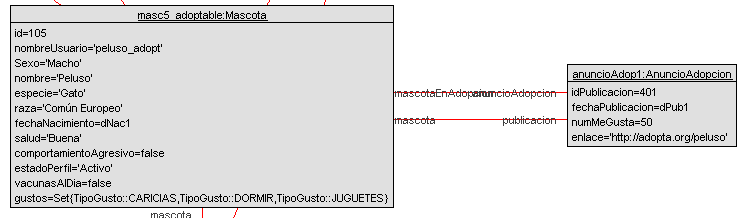 masc5_adoptable:Mascota
id=105
nombreUsuario='peluso_adopt'
Sexo='Macho'
nombre='Peluso'
especie='Gato'
raza='Común Europeo'
fechaNacimiento=dNac1
salud='Buena'
comportamientoAgresivo=false
estadoPerfil='Activo'
vacunasAlDia=false
gustos=Set{TipoGusto::CARICIAS,TipoGusto::DORMIR,TipoGusto::JUGUETES}
mascotaEnAdopcion anuncioAdopcion
mascota publicacion
anuncioAdop1:AnuncioAdopcion
idPublicacion=401
fechaPublicacion=dPub1
numMeGusta=50
enlace='http://adopta.org/peluso'
mascota